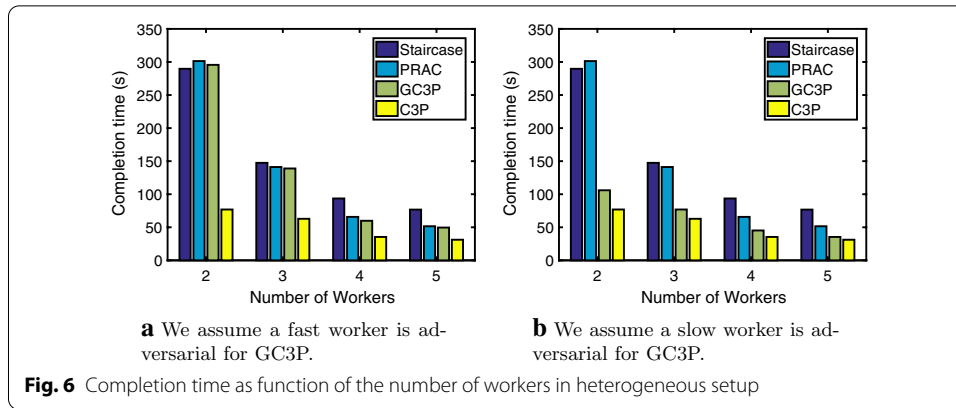 350
300
250
200
150
100
50
0
Completion time (s)
Staircase
PRAC
GC3P
C3P
2 3 4 5
Number of Workers
a We assume a fast worker is ad-
versarial for GC3P.
350
300
250
200
150
100
50
0
Completion time (s)
Staircase
PRAC
GC3P
C3P
2 3 4 5
Number of Workers
b We assume a slow worker is ad-
versarial for GC3P.
Fig. 6 Completion time as function of the number of workers in heterogeneous setup